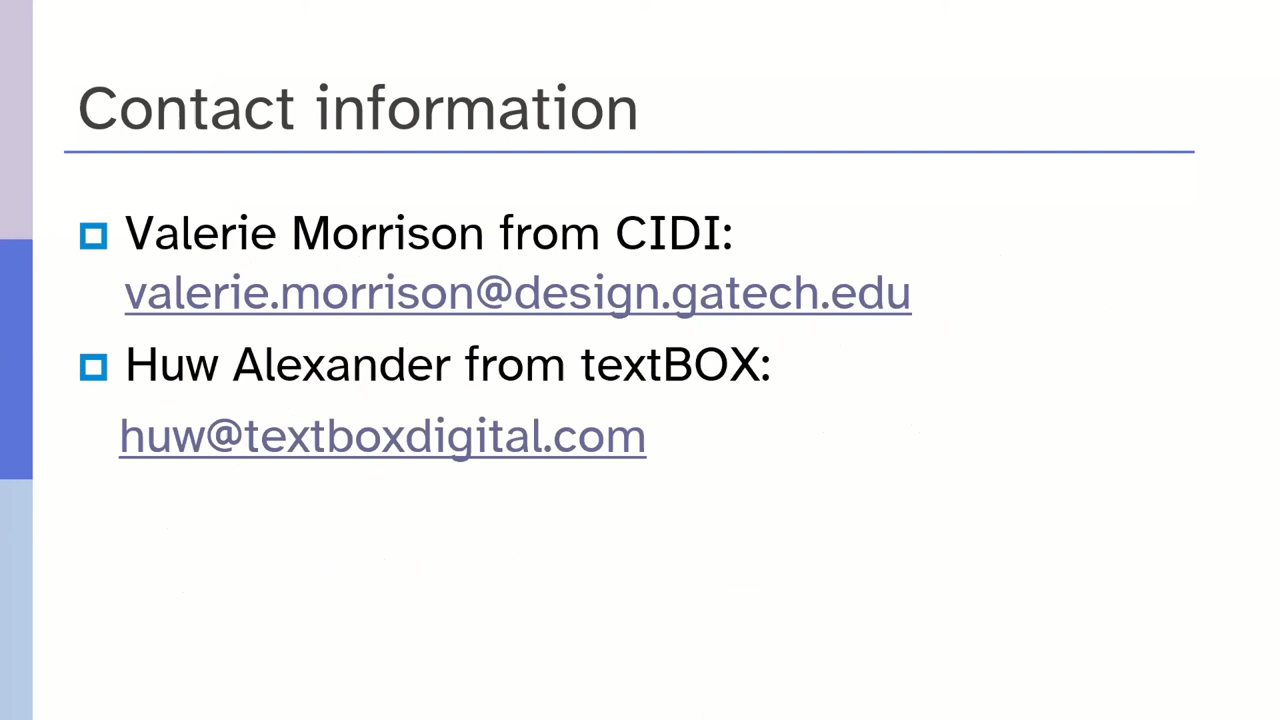 Contact information
Valerie Morrison from CIDI:
valerie.morrison@design.gatech.edu
Huw Alexander from textBOX:
huw@textboxdigital.com